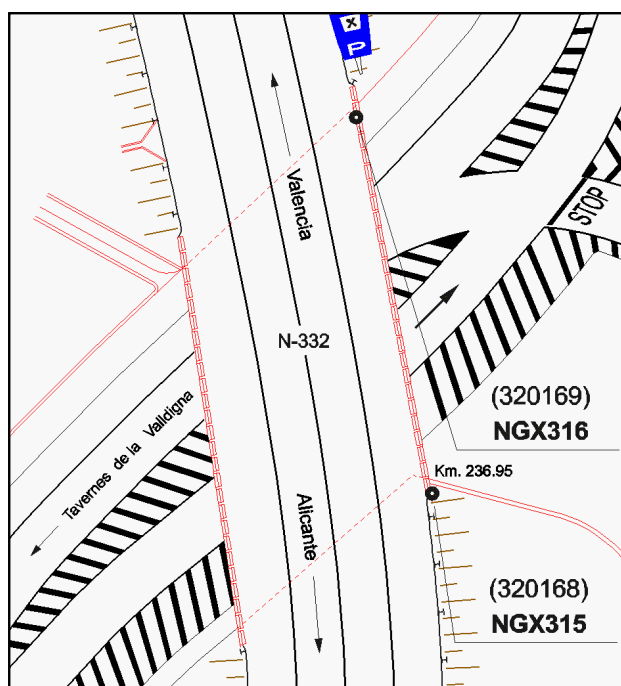 P
Valencia
STOP
N-332
(320169)
NGX316
Tavernes de la Valldigna
Km. 236.95
Alicante
(320168)
NGX315